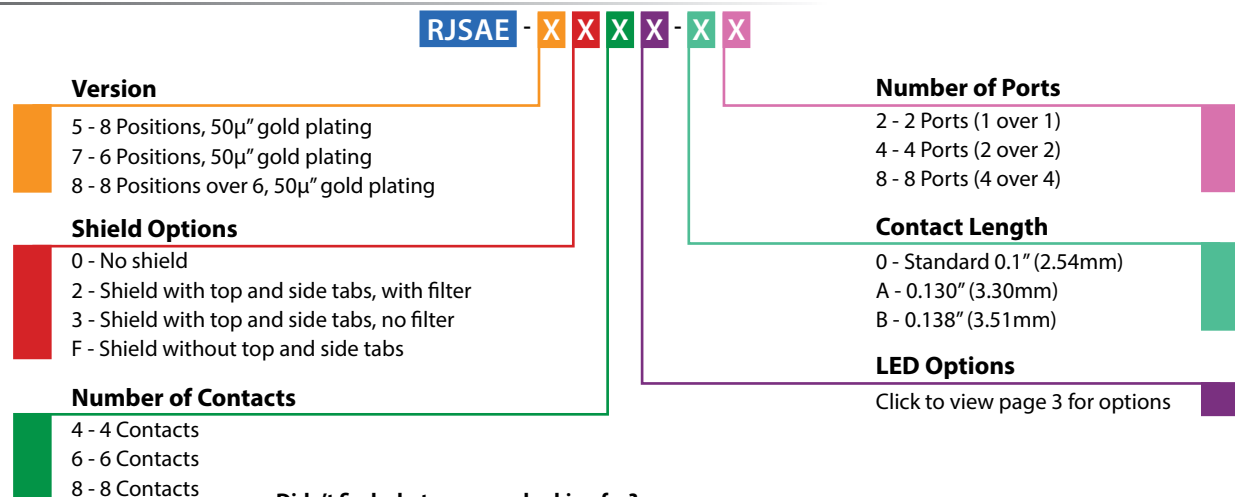 RJSAE - X X X X - X X
Version
5 - 8 Positions, 50µ” gold plating
7 - 6 Positions, 50µ” gold plating
8 - 8 Positions over 6, 50µ” gold plating
Shield Options
0 - No shield
2 - Shield with top and side tabs, with filter
3 - Shield with top and side tabs, no filter
F - Shield without top and side tabs
Number of Contacts
4 - 4 Contacts
6 - 6 Contacts
8 - 8 Contacts
Number of Ports
2 - 2 Ports (1 over 1)
4 - 4 Ports (2 over 2)
8 - 8 Ports (4 over 4)
Contact Length
0 - Standard 0.1” (2.54mm)
A - 0.130” (3.30mm)
B - 0.138” (3.51mm)
LED Options
Click to view page 3 for options